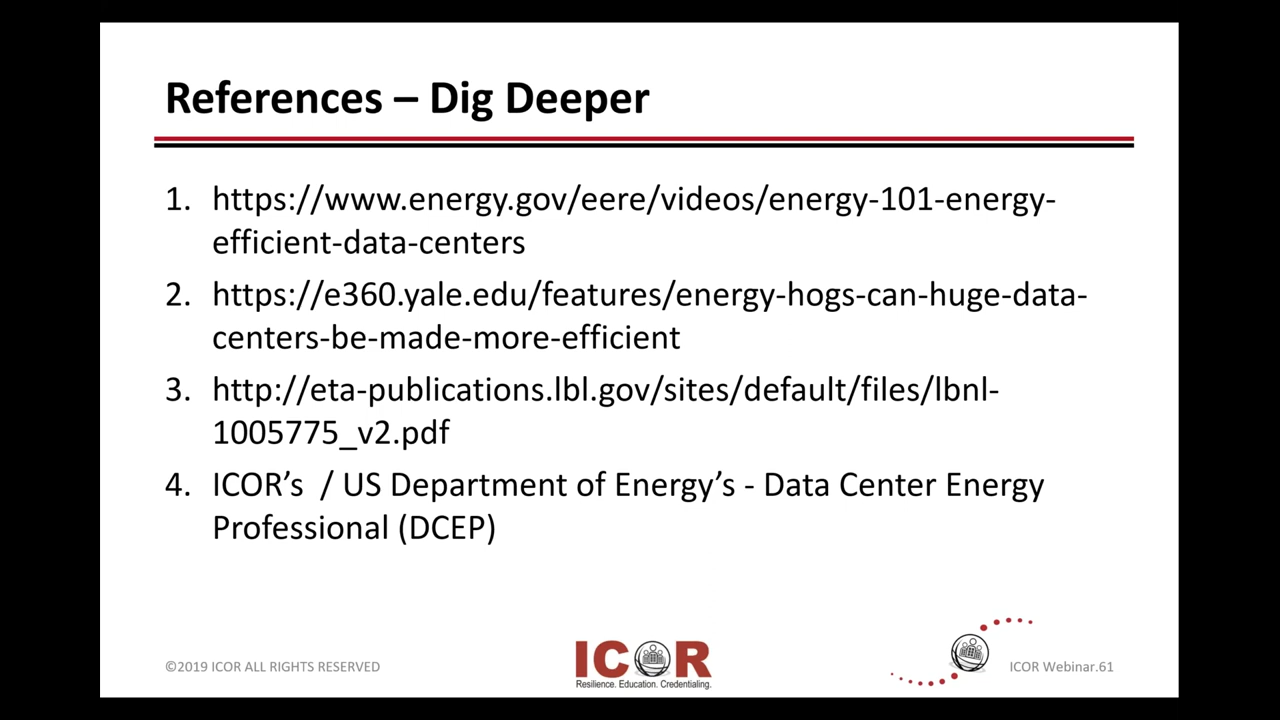 References – Dig Deeper
1. https://www.energy.gov/eere/videos/energy-101-energy-
efficient-data-centers
2. https://e360.yale.edu/features/energy-hogs-can-huge-data-
centers-be-made-more-efficient
3. http://eta-publications.lbl.gov/sites/default/files/lbnl-
1005775_v2.pdf
4. ICOR’s / US Department of Energy’s - Data Center Energy
Professional (DCEP)
©2019 ICOR ALL RIGHTS RESERVED
ICOR
Resilience. Education. Credentialing.
ICOR Webinar.61